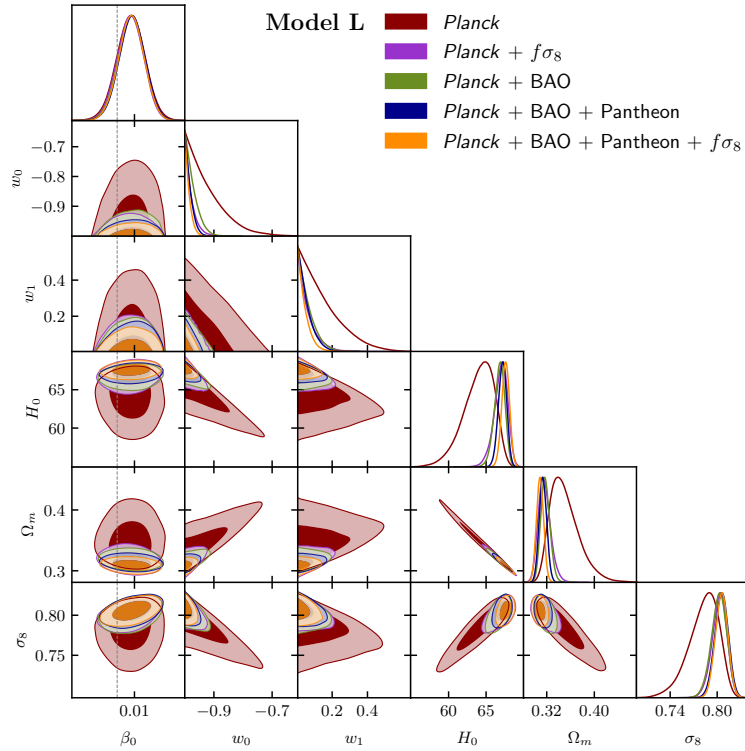 Model L
Planck
Planck + fσ₈
Planck + BAO
Planck + BAO + Pantheon
Planck + BAO + Pantheon + fσ₈
w₀
−0.7
−0.8
−0.9
w₁
0.4
0.2
H₀
65
60
Ωₘ
0.4
0.3
σ₈
0.80
0.75
0.01
−0.9 −0.7
0.2 0.4
60 65
0.32 0.40
0.74 0.80
β₀ w₀ w₁ H₀ Ωₘ σ₈